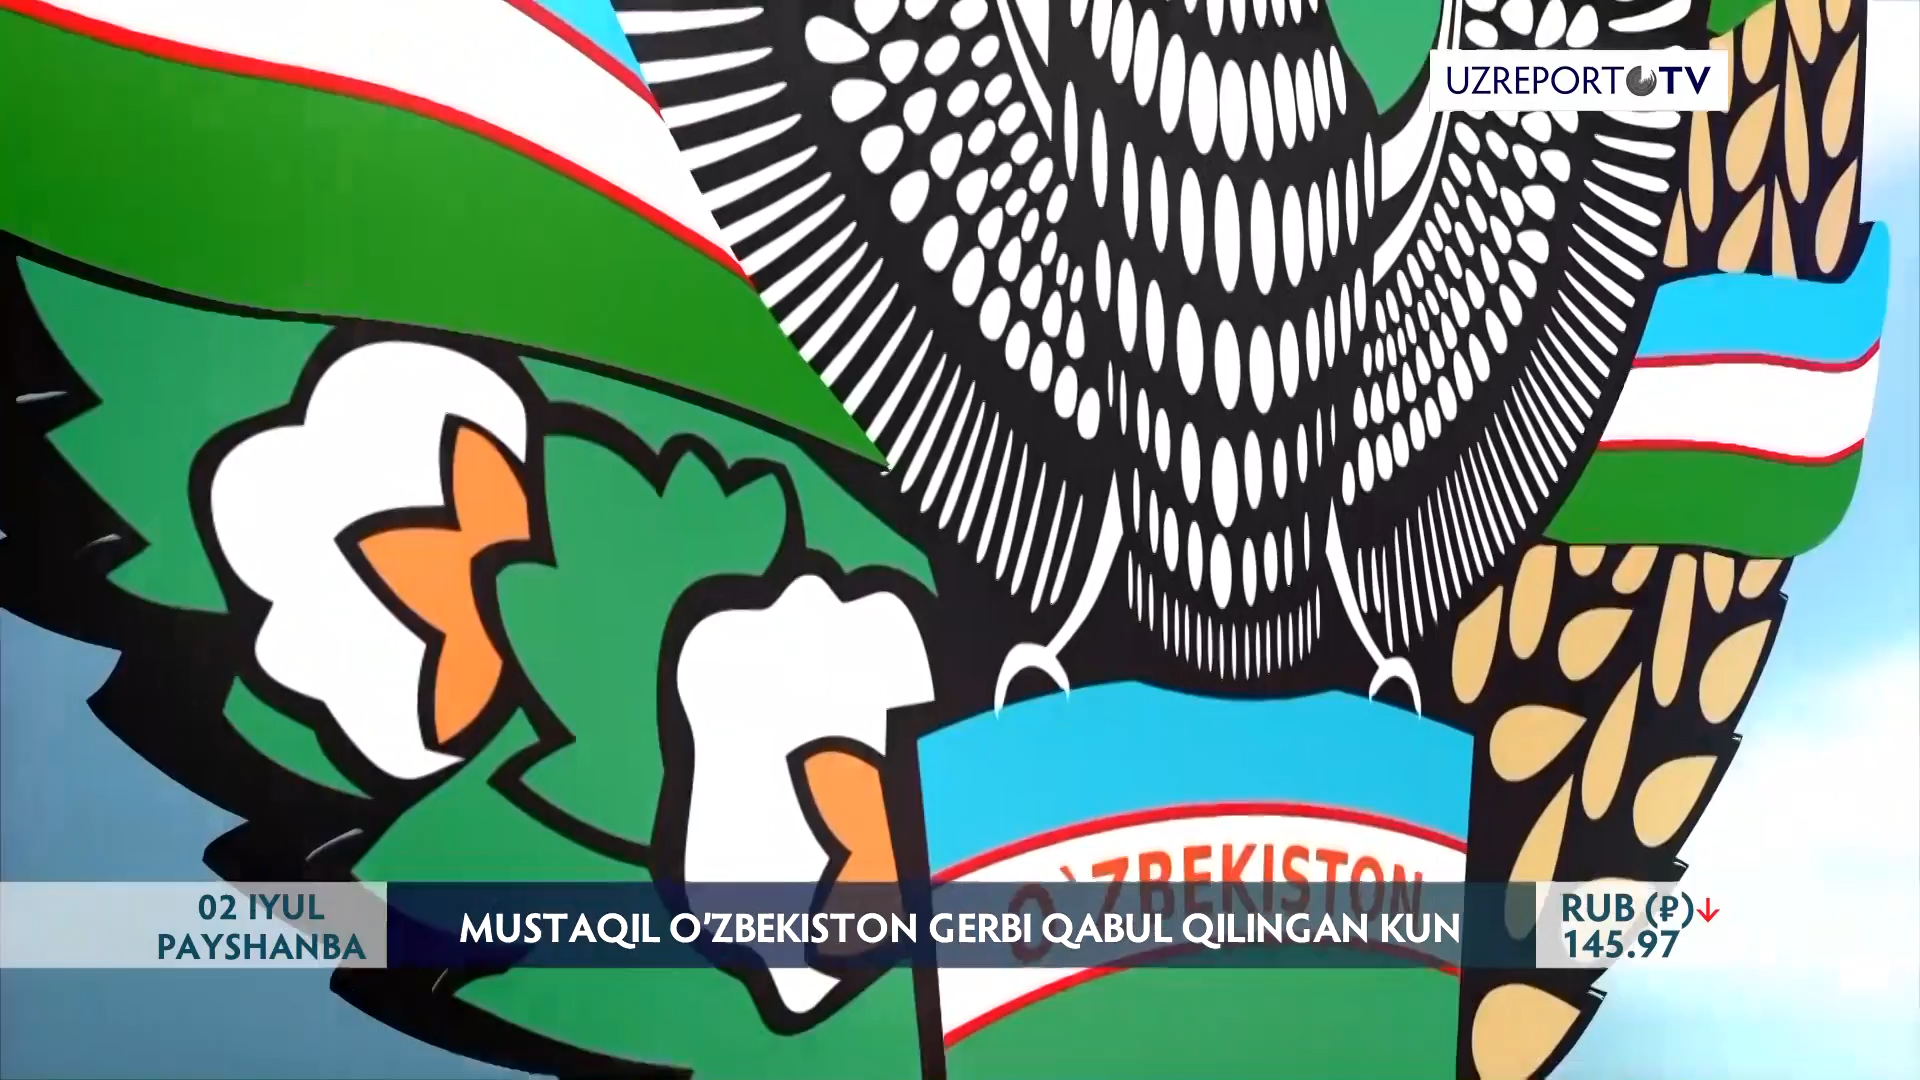 UZREPORT TV
O`ZBEKISTON
02 IYUL
PAYSHANBA
MUSTAQIL O'ZBEKISTON GERBI QABUL QILINGAN KUN
RUB (₽)↓
145.97